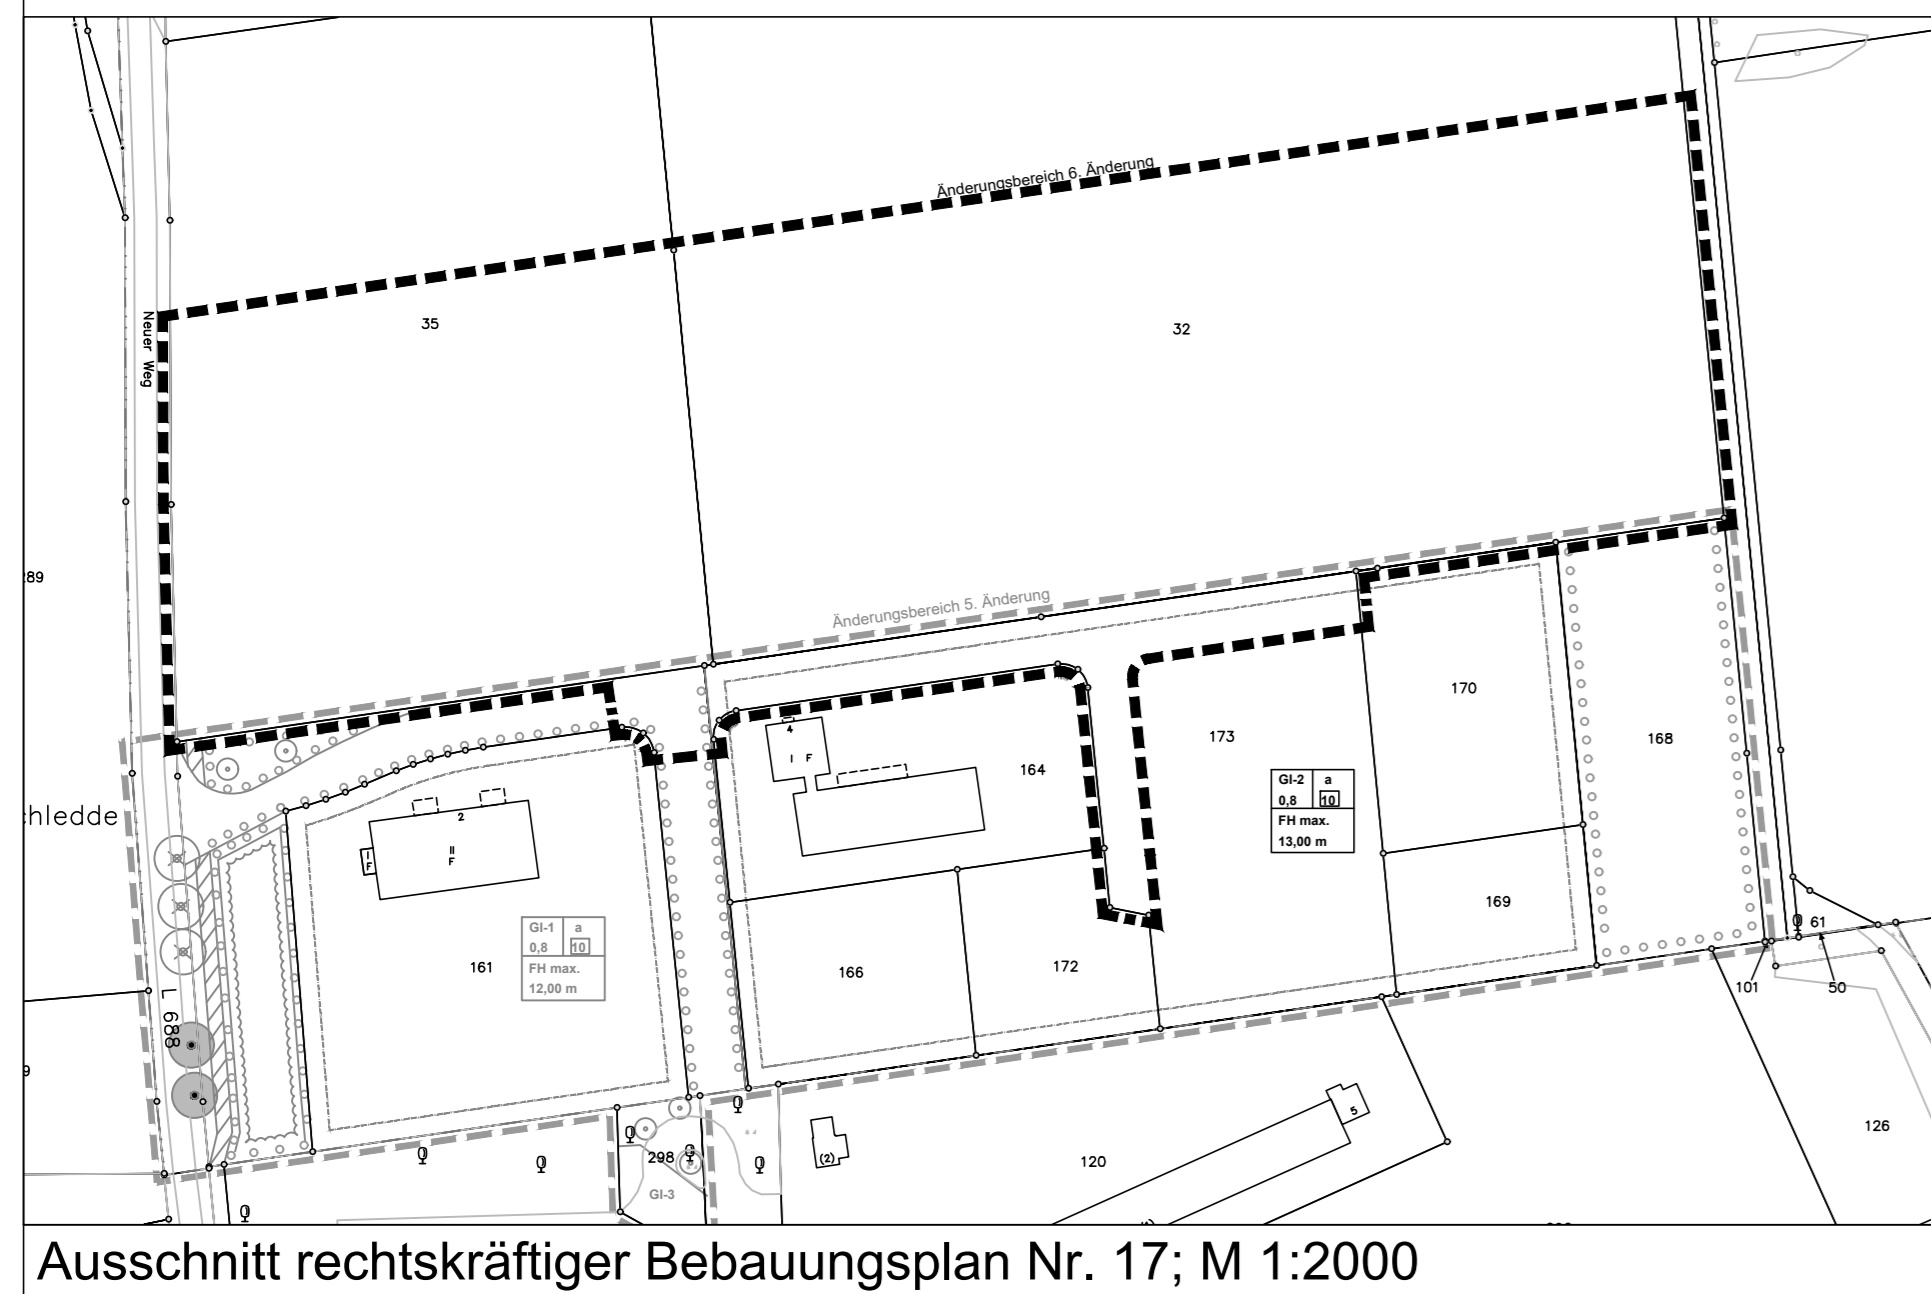 Änderungsbereich 6. Änderung
Neuer Weg
35
32
289
Änderungsbereich 5. Änderung
170
173
168
4
I F
164
GI-2 a
0,8 10
FH max.
13,00 m
chledde
2
II
F
I
F
169
GI-1 a
0,8 10
FH max.
12,00 m
161
166
172
61
101
50
L 688
9
5
126
298
(2)
120
GI-3
Ausschnitt rechtskräftiger Bebauungsplan Nr. 17; M 1:2000